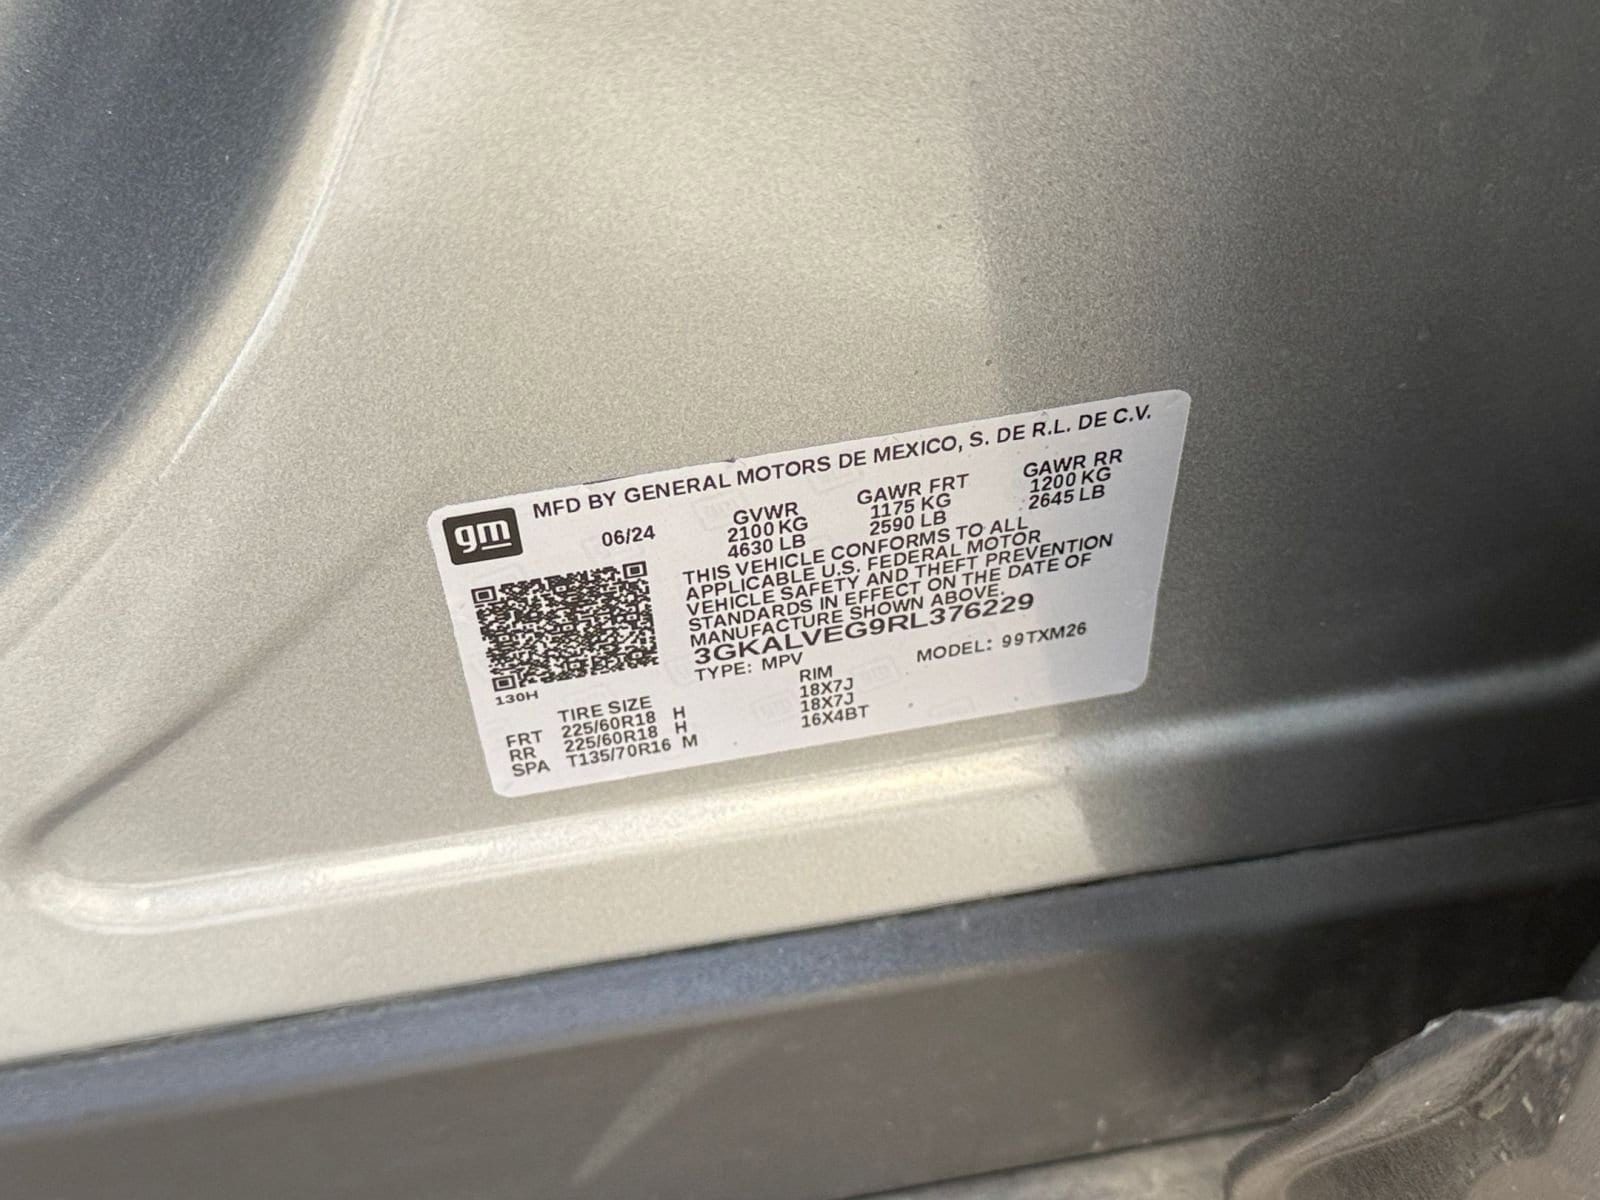 MFD BY GENERAL MOTORS DE MEXICO, S. DE R.L. DE C.V.
gm
06/24
GVWR
2100 KG
4630 LB
GAWR FRT
1175 KG
2590 LB
GAWR RR
1200 KG
2645 LB
THIS VEHICLE CONFORMS TO ALL
APPLICABLE U.S. FEDERAL MOTOR
VEHICLE SAFETY AND THEFT PREVENTION
STANDARDS IN EFFECT ON THE DATE OF
MANUFACTURE SHOWN ABOVE.
3GKALVEG9RL376229
TYPE: MPV
MODEL: 99TXM26
130H
TIRE SIZE RIM
FRT 225/60R18 H 18X7J
RR 225/60R18 H 18X7J
SPA T135/70R16 M 16X4BT